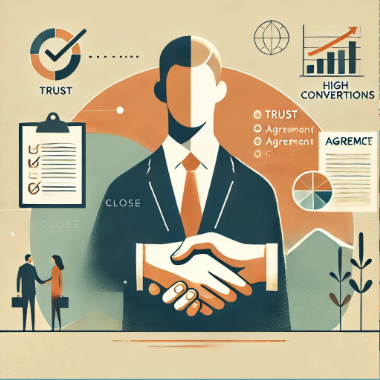 TRUST
HIGH
CONVERTIONS
TRUST
Agreement
Agreement
C
AGREMCE
CLOSE
CLOSE